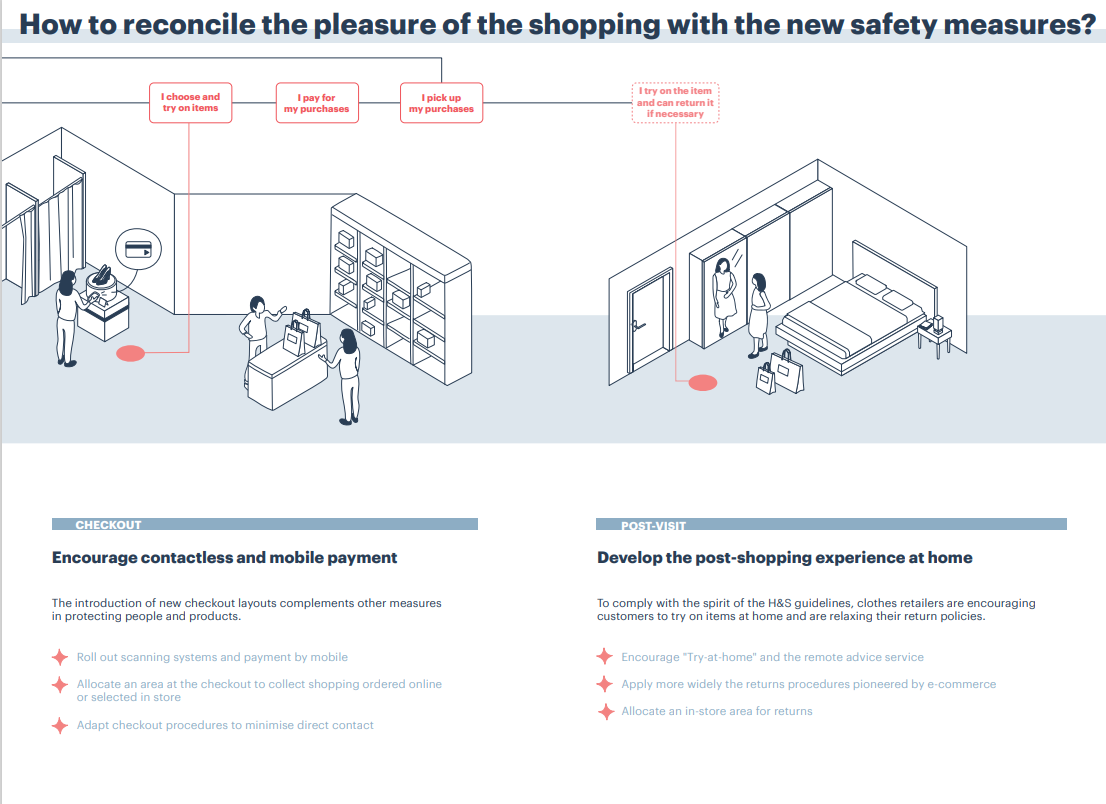 How to reconcile the pleasure of the shopping with the new safety measures?
I choose and
try on items
I pay for
my purchases
I pick up
my purchases
I try on the item
and can return it
if necessary
CHECKOUT
Encourage contactless and mobile payment
The introduction of new checkout layouts complements other measures
in protecting people and products.
Roll out scanning systems and payment by mobile
Allocate an area at the checkout to collect shopping ordered online
or selected in store
Adapt checkout procedures to minimise direct contact
POST-VISIT
Develop the post-shopping experience at home
To comply with the spirit of the H&S guidelines, clothes retailers are encouraging
customers to try on items at home and are relaxing their return policies.
Encourage "Try-at-home" and the remote advice service
Apply more widely the returns procedures pioneered by e-commerce
Allocate an in-store area for returns